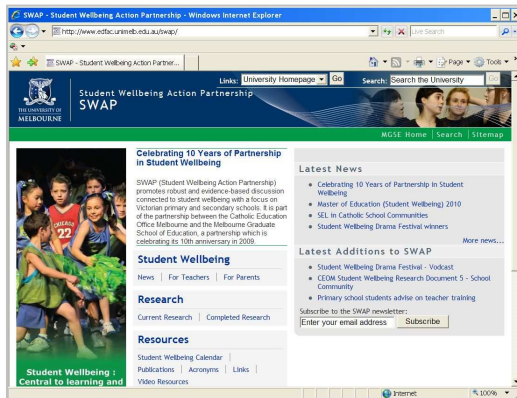 SWAP - Student Wellbeing Action Partnership - Windows Internet Explorer
http://www.edfac.unimelb.edu.au/swap/
Live Search
SWAP - Student Wellbeing Action Partner...
Page
Tools
Links: University Homepage Go
Search: Search the University Go
THE UNIVERSITY OF
MELBOURNE
Student Wellbeing Action Partnership
SWAP
MGSE Home | Search | Sitemap
CHICAGO
22
Student Wellbeing :
Central to learning and
Celebrating 10 Years of Partnership
in Student Wellbeing
SWAP (Student Wellbeing Action Partnership)
promotes robust and evidence-based discussion
connected to student wellbeing with a focus on
Victorian primary and secondary schools. It is part
of the partnership between the Catholic Education
Office Melbourne and the Melbourne Graduate
School of Education, a partnership which is
celebrating its 10th anniversary in 2009.
Student Wellbeing
News | For Teachers | For Parents
Research
Current Research | Completed Research
Resources
Student Wellbeing Calendar |
Publications | Acronyms | Links |
Video Resources
Latest News
Celebrating 10 Years of Partnership in Student
Wellbeing
Master of Education (Student Wellbeing) 2010
SEL in Catholic School Communities
Student Wellbeing Drama Festival winners
More news...
Latest Additions to SWAP
Student Wellbeing Drama Festival - Vodcast
CEOM Student Wellbeing Research Document 5 - School
Community
Primary school students advise on teacher training
Subscribe to the SWAP newsletter:
Enter your email address Subscribe
Internet
100%